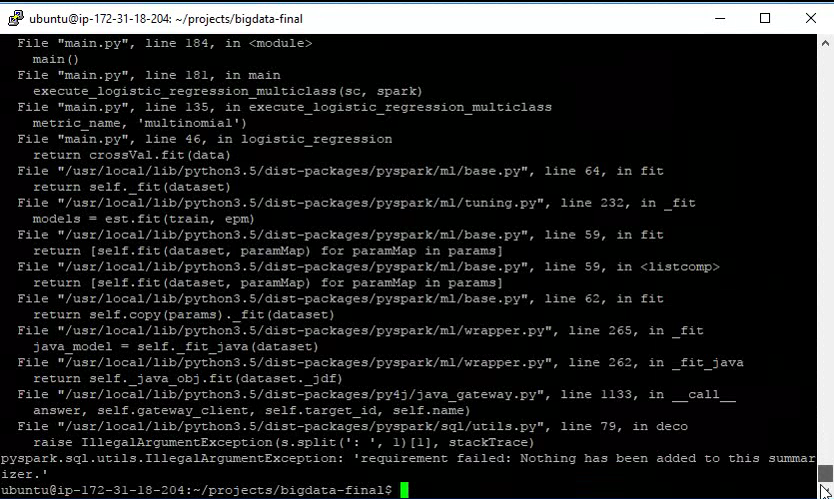 ubuntu@ip-172-31-18-204: ~/projects/bigdata-final
File "main.py", line 184, in <module>
main()
File "main.py", line 181, in main
execute_logistic_regression_multiclass(sc, spark)
File "main.py", line 135, in execute_logistic_regression_multiclass
metric_name, 'multinomial')
File "main.py", line 46, in logistic_regression
return crossVal.fit(data)
File "/usr/local/lib/python3.5/dist-packages/pyspark/ml/base.py", line 64, in fit
return self._fit(dataset)
File "/usr/local/lib/python3.5/dist-packages/pyspark/ml/tuning.py", line 232, in _fit
models = est.fit(train, epm)
File "/usr/local/lib/python3.5/dist-packages/pyspark/ml/base.py", line 59, in fit
return [self.fit(dataset, paramMap) for paramMap in params]
File "/usr/local/lib/python3.5/dist-packages/pyspark/ml/base.py", line 59, in <listcomp>
return [self.fit(dataset, paramMap) for paramMap in params]
File "/usr/local/lib/python3.5/dist-packages/pyspark/ml/base.py", line 62, in fit
return self.copy(params)._fit(dataset)
File "/usr/local/lib/python3.5/dist-packages/pyspark/ml/wrapper.py", line 265, in _fit
java_model = self._fit_java(dataset)
File "/usr/local/lib/python3.5/dist-packages/pyspark/ml/wrapper.py", line 262, in _fit_java
return self._java_obj.fit(dataset._jdf)
File "/usr/local/lib/python3.5/dist-packages/py4j/java_gateway.py", line 1133, in __call__
answer, self.gateway_client, self.target_id, self.name)
File "/usr/local/lib/python3.5/dist-packages/pyspark/sql/utils.py", line 79, in deco
raise IllegalArgumentException(s.split(': ', 1)[1], stackTrace)
pyspark.sql.utils.IllegalArgumentException: 'requirement failed: Nothing has been added to this summar
izer.'
ubuntu@ip-172-31-18-204:~/projects/bigdata-final$